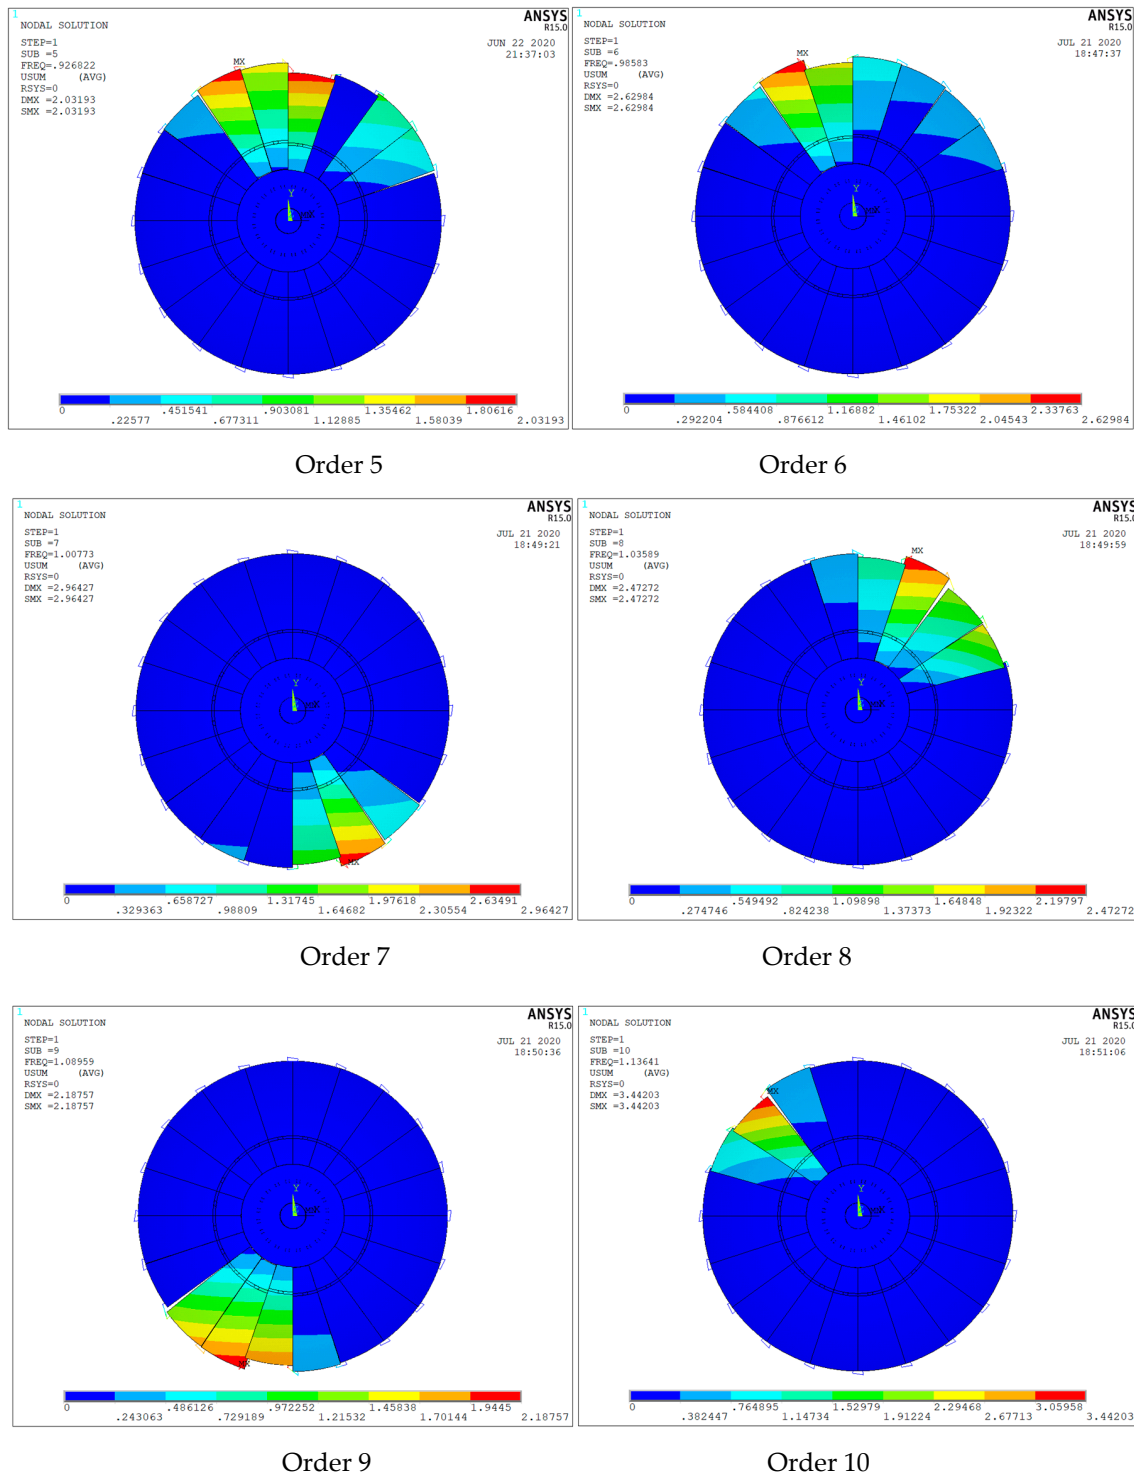 1
NODAL SOLUTION
STEP=1
SUB =5
FREQ=.926822
USUM (AVG)
RSYS=0
DMX =2.03193
SMX =2.03193
ANSYS
R15.0
JUN 22 2020
21:37:03
MX
Y
0 .451541 .903081 1.35462 1.80616
.22577 .677311 1.12885 1.58039 2.03193
Order 5
1
NODAL SOLUTION
STEP=1
SUB =6
FREQ=.98583
USUM (AVG)
RSYS=0
DMX =2.62984
SMX =2.62984
ANSYS
R15.0
JUL 21 2020
18:47:37
MX
Y
0 .584408 1.16882 1.75322 2.33763
.292204 .876612 1.46102 2.04543 2.62984
Order 6
1
NODAL SOLUTION
STEP=1
SUB =7
FREQ=1.00773
USUM (AVG)
RSYS=0
DMX =2.96427
SMX =2.96427
ANSYS
R15.0
JUL 21 2020
18:49:21
Y
MX
0 .658727 1.31745 1.97618 2.63491
.329363 .98809 1.64682 2.30554 2.96427
Order 7
1
NODAL SOLUTION
STEP=1
SUB =8
FREQ=1.03589
USUM (AVG)
RSYS=0
DMX =2.47272
SMX =2.47272
ANSYS
R15.0
JUL 21 2020
18:49:59
MX
Y
0 .549492 1.09898 1.64848 2.19797
.274746 .824238 1.37373 1.92322 2.47272
Order 8
1
NODAL SOLUTION
STEP=1
SUB =9
FREQ=1.08959
USUM (AVG)
RSYS=0
DMX =2.18757
SMX =2.18757
ANSYS
R15.0
JUL 21 2020
18:50:36
Y
MX
0 .486126 .972252 1.45838 1.9445
.243063 .729189 1.21532 1.70144 2.18757
Order 9
1
NODAL SOLUTION
STEP=1
SUB =10
FREQ=1.13641
USUM (AVG)
RSYS=0
DMX =3.44203
SMX =3.44203
ANSYS
R15.0
JUL 21 2020
18:51:06
MX
Y
0 .764895 1.52979 2.29468 3.05958
.382447 1.14734 1.91224 2.67713 3.44203
Order 10